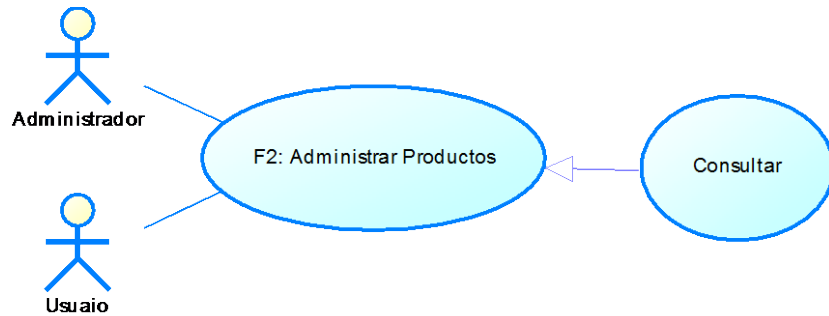 Administrador
F2: Administrar Productos
Consultar
Usuaio